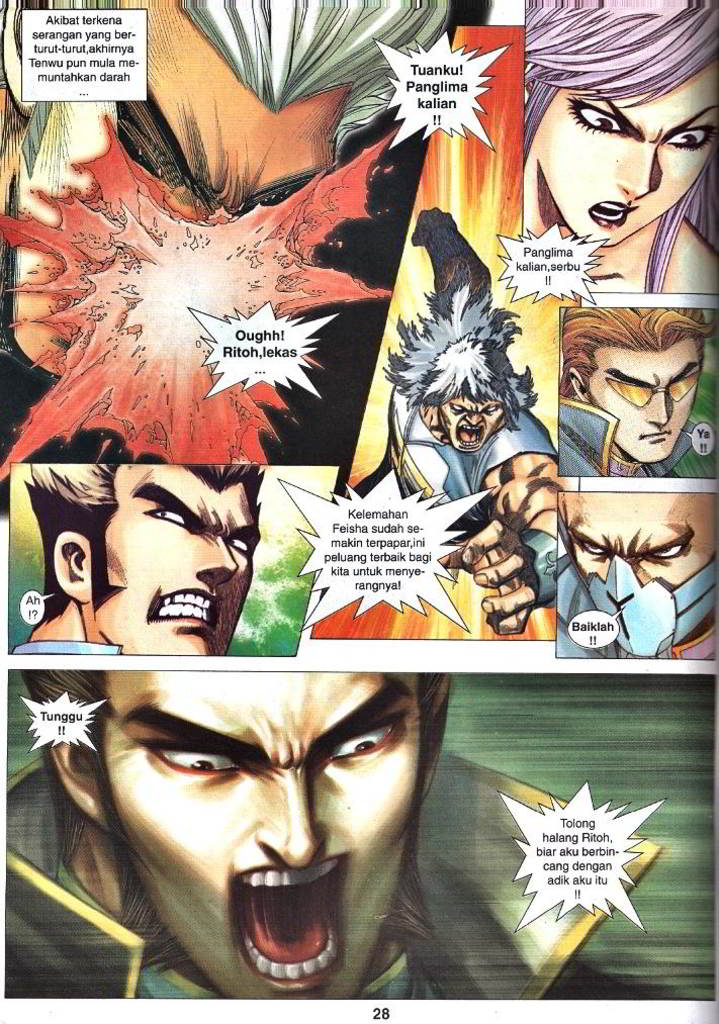 Akibat terkena
serangan yang ber-
turut-turut,akhirnya
Tenwu pun mula me-
muntahkan darah
...
Tuanku!
Panglima
kalian
!!
Panglima
kalian,serbu
!!
Oughh!
Ritoh,lekas
...
Ya
!!
Ah
!?
Kelemahan
Feisha sudah se-
makin terpapar,ini
peluang terbaik bagi
kita untuk menye-
rangnya!
Baiklah
!!
Tunggu
!!
Tolong
halang Ritoh,
biar aku berbin-
cang dengan
adik aku itu
!!
28